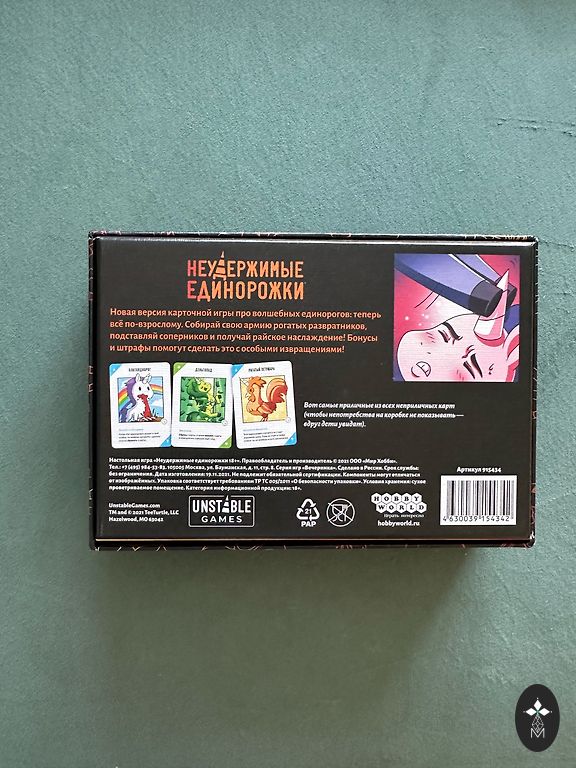 НЕУДЕРЖИМЫЕ
ЕДИНОРОЖКИ
Новая версия карточной игры про волшебных единорогов: теперь
всё по-взрослому. Собирай свою армию рогатых развратников,
подставляй соперников и получай райское наслаждение! Бонусы
и штрафы помогут сделать это с особыми извращениями!
Вот самые приличные из всех неприличных карт
(чтобы непотребства на коробке не показывать —
вдруг дети увидят).
Настольная игра «Неудержимые единорожки 18+». Правообладатель и производитель © 2021 ООО «Мир Хобби».
Тел.: +7 (495) 984-53-83. 105005 Москва, ул. Бауманская, д. 11, стр. 8. Серия игр «Вечеринка». Сделано в России. Срок службы:
без ограничения. Дата изготовления: 19.11.2021. Не подлежит обязательной сертификации. Компоненты могут отличаться
от изображённых. Упаковка соответствует требованиям ТР ТС 005/2011 «О безопасности упаковки». Условия хранения: сухое
проветриваемое помещение. Категория информационной продукции: 18+.
Артикул 915434
UnstableGames.com
TM and © 2021 TeeTurtle, LLC
Hazelwood, MO 63042
UNSTABLE
GAMES
21
PAP
HOBBY
WORLD
Играть интересно
hobbyworld.ru
4630039 154342
M